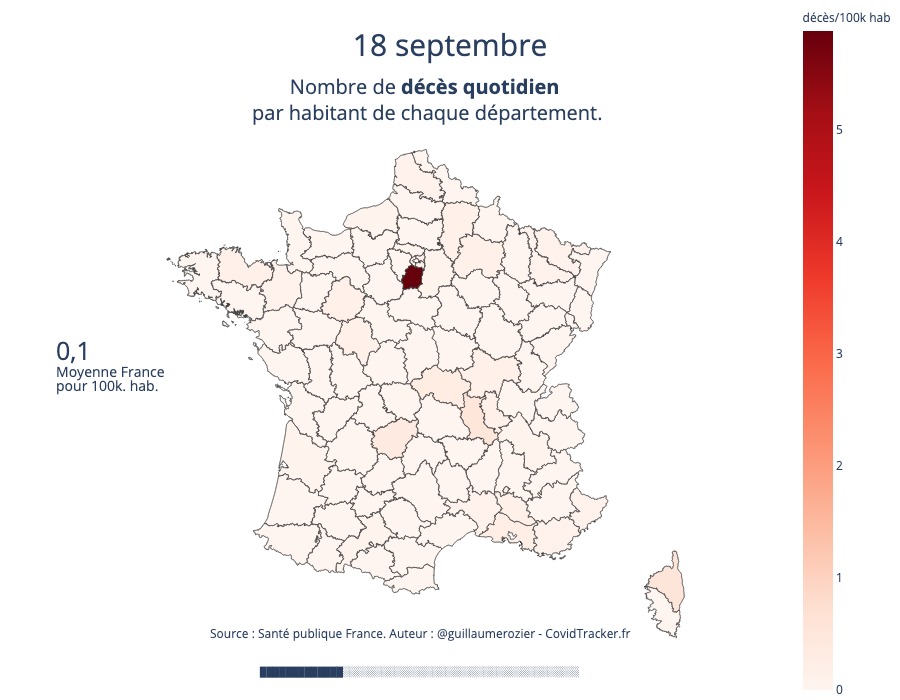 décès/100k hab
18 septembre
Nombre de décès quotidien
par habitant de chaque département.
5
4
3
2
1
0
0,1
Moyenne France
pour 100k. hab.
Source : Santé publique France. Auteur : @guillaumerozier - CovidTracker.fr